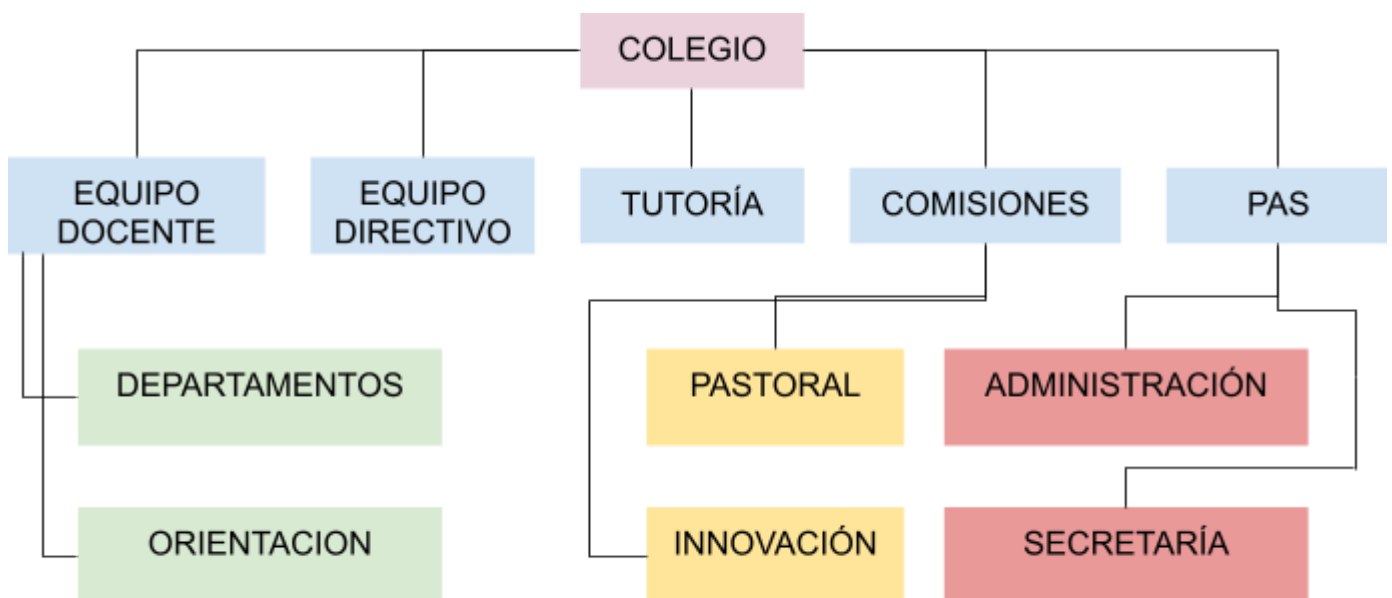 COLEGIO
EQUIPO
DOCENTE
EQUIPO
DIRECTIVO
TUTORÍA
COMISIONES
PAS
DEPARTAMENTOS
PASTORAL
ADMINISTRACIÓN
ORIENTACION
INNOVACIÓN
SECRETARÍA